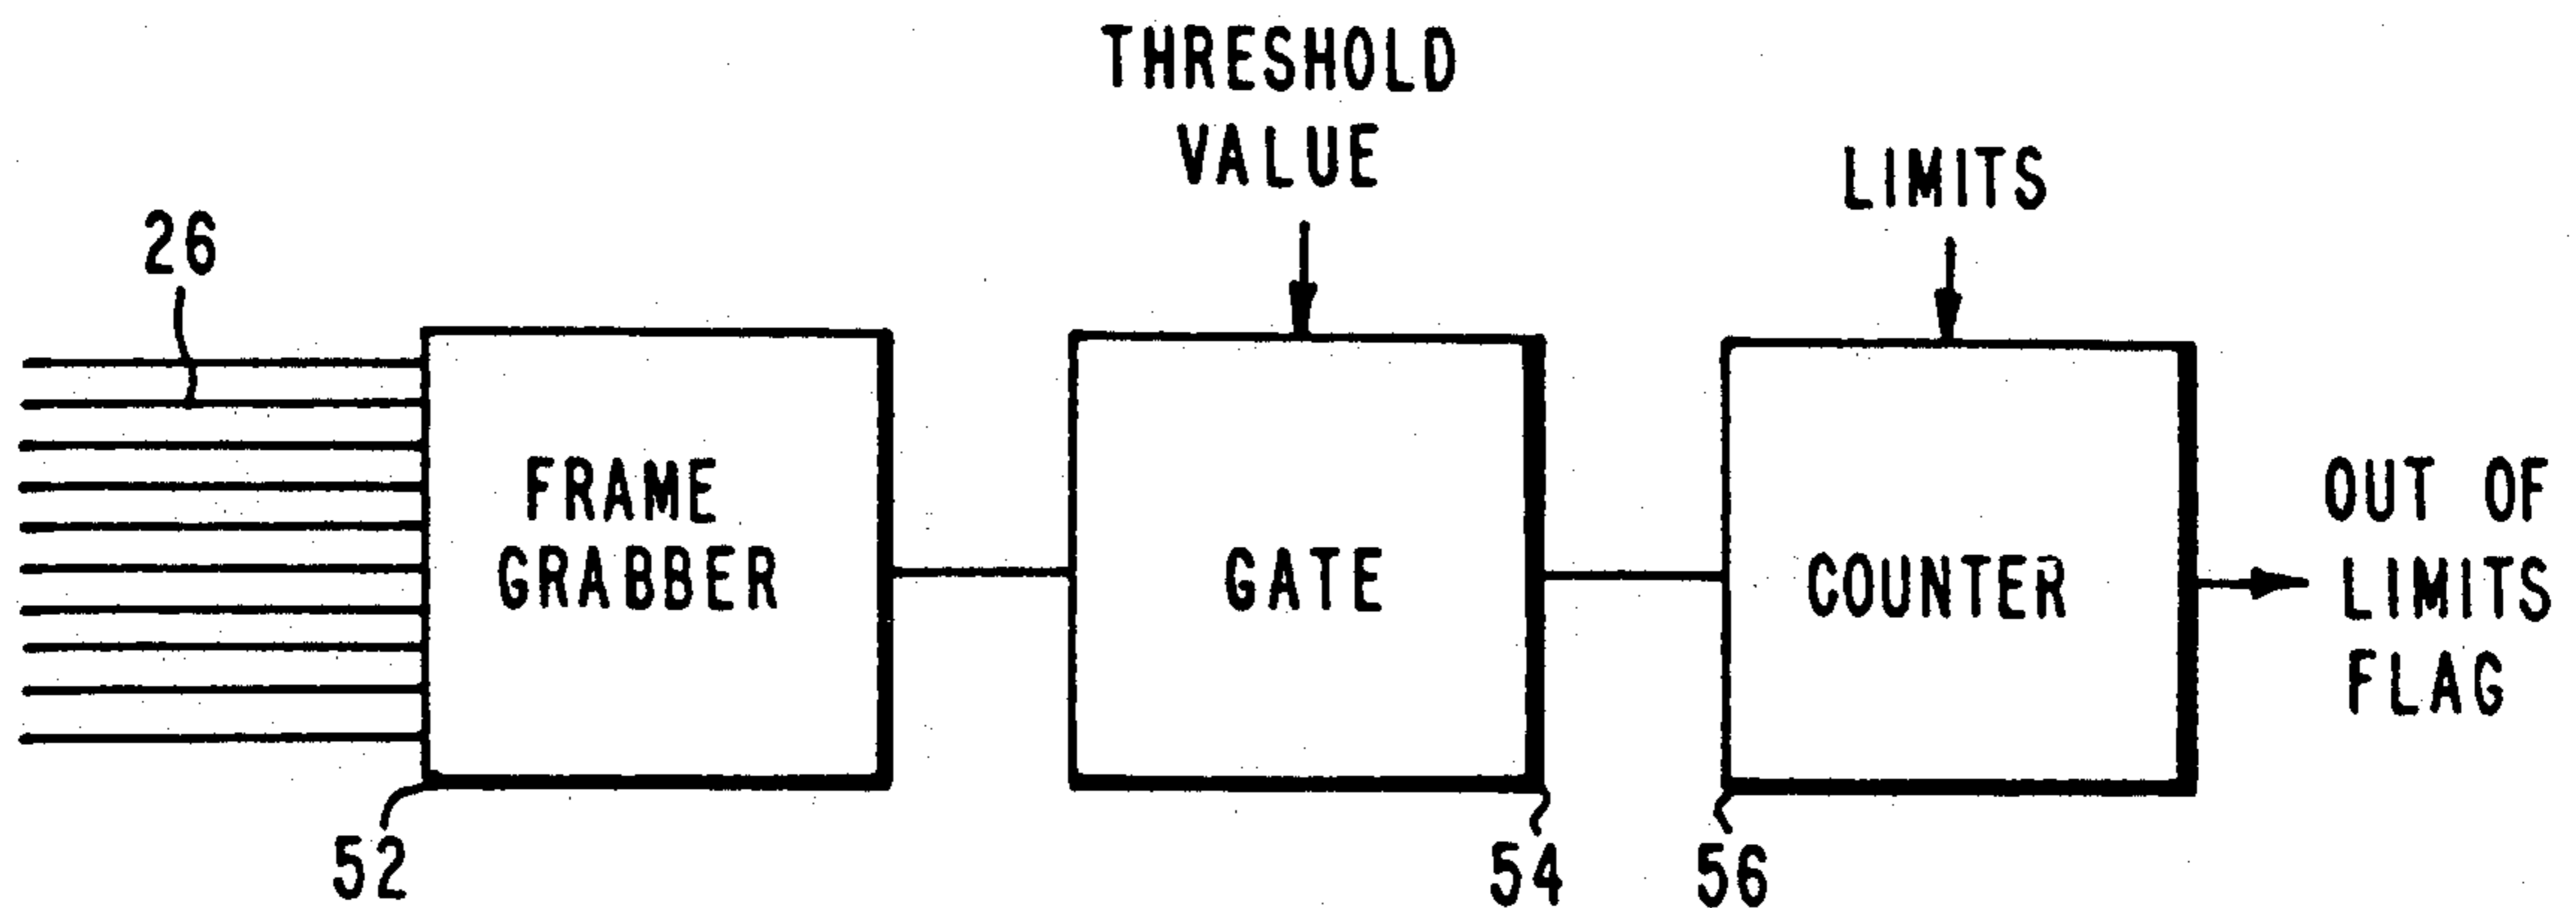 THRESHOLD
VALUE
LIMITS
26
FRAME
GRABBER
GATE
COUNTER
OUT OF
LIMITS
FLAG
52
54
56